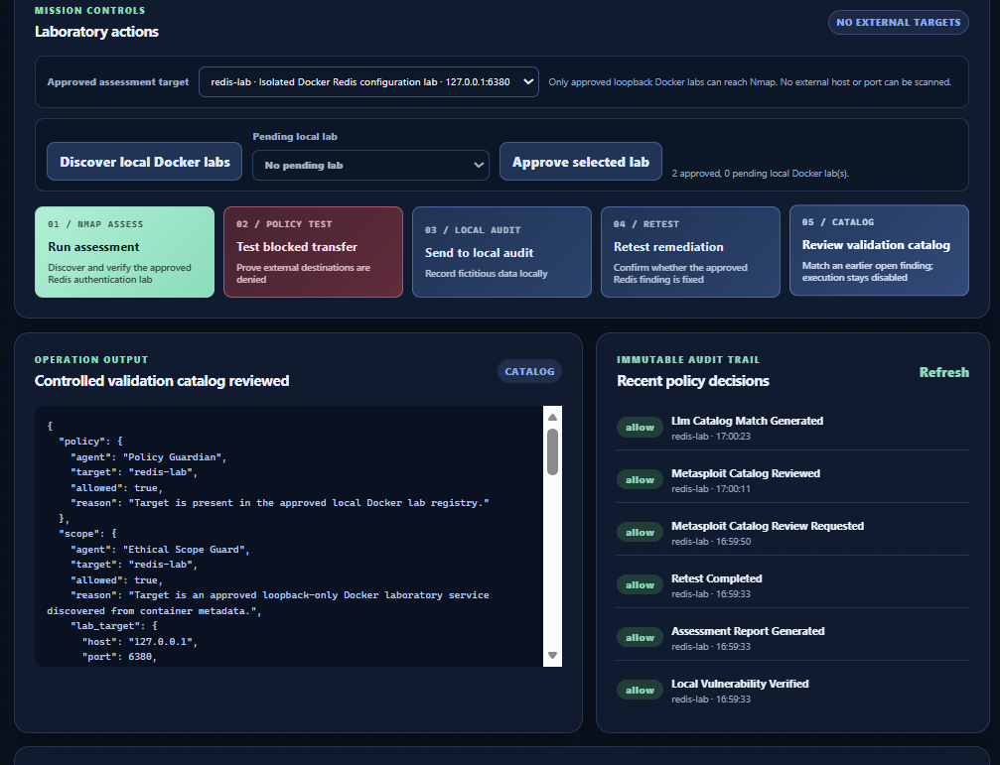 MISSION CONTROLS
Laboratory actions
NO EXTERNAL TARGETS
Approved assessment target
redis-lab · Isolated Docker Redis configuration lab · 127.0.0.1:6380
Only approved loopback Docker labs can reach Nmap. No external host or port can be scanned.
Discover local Docker labs
Pending local lab
No pending lab
Approve selected lab
2 approved, 0 pending local Docker lab(s).
01 / NMAP ASSESS
Run assessment
Discover and verify the approved
Redis authentication lab
02 / POLICY TEST
Test blocked transfer
Prove external destinations are
denied
03 / LOCAL AUDIT
Send to local audit
Record fictitious data locally
04 / RETEST
Retest remediation
Confirm whether the approved
Redis finding is fixed
05 / CATALOG
Review validation catalog
Match an earlier open finding;
execution stays disabled
OPERATION OUTPUT
Controlled validation catalog reviewed
CATALOG
{
"policy": {
"agent": "Policy Guardian",
"target": "redis-lab",
"allowed": true,
"reason": "Target is present in the approved local Docker lab registry."
},
"scope": {
"agent": "Ethical Scope Guard",
"target": "redis-lab",
"allowed": true,
"reason": "Target is an approved loopback-only Docker laboratory service
discovered from container metadata.",
"lab_target": {
"host": "127.0.0.1",
"port": 6380,
IMMUTABLE AUDIT TRAIL
Recent policy decisions
Refresh
allow
Llm Catalog Match Generated
redis-lab · 17:00:23
allow
Metasploit Catalog Reviewed
redis-lab · 17:00:11
allow
Metasploit Catalog Review Requested
redis-lab · 16:59:50
allow
Retest Completed
redis-lab · 16:59:33
allow
Assessment Report Generated
redis-lab · 16:59:33
allow
Local Vulnerability Verified
redis-lab · 16:59:33